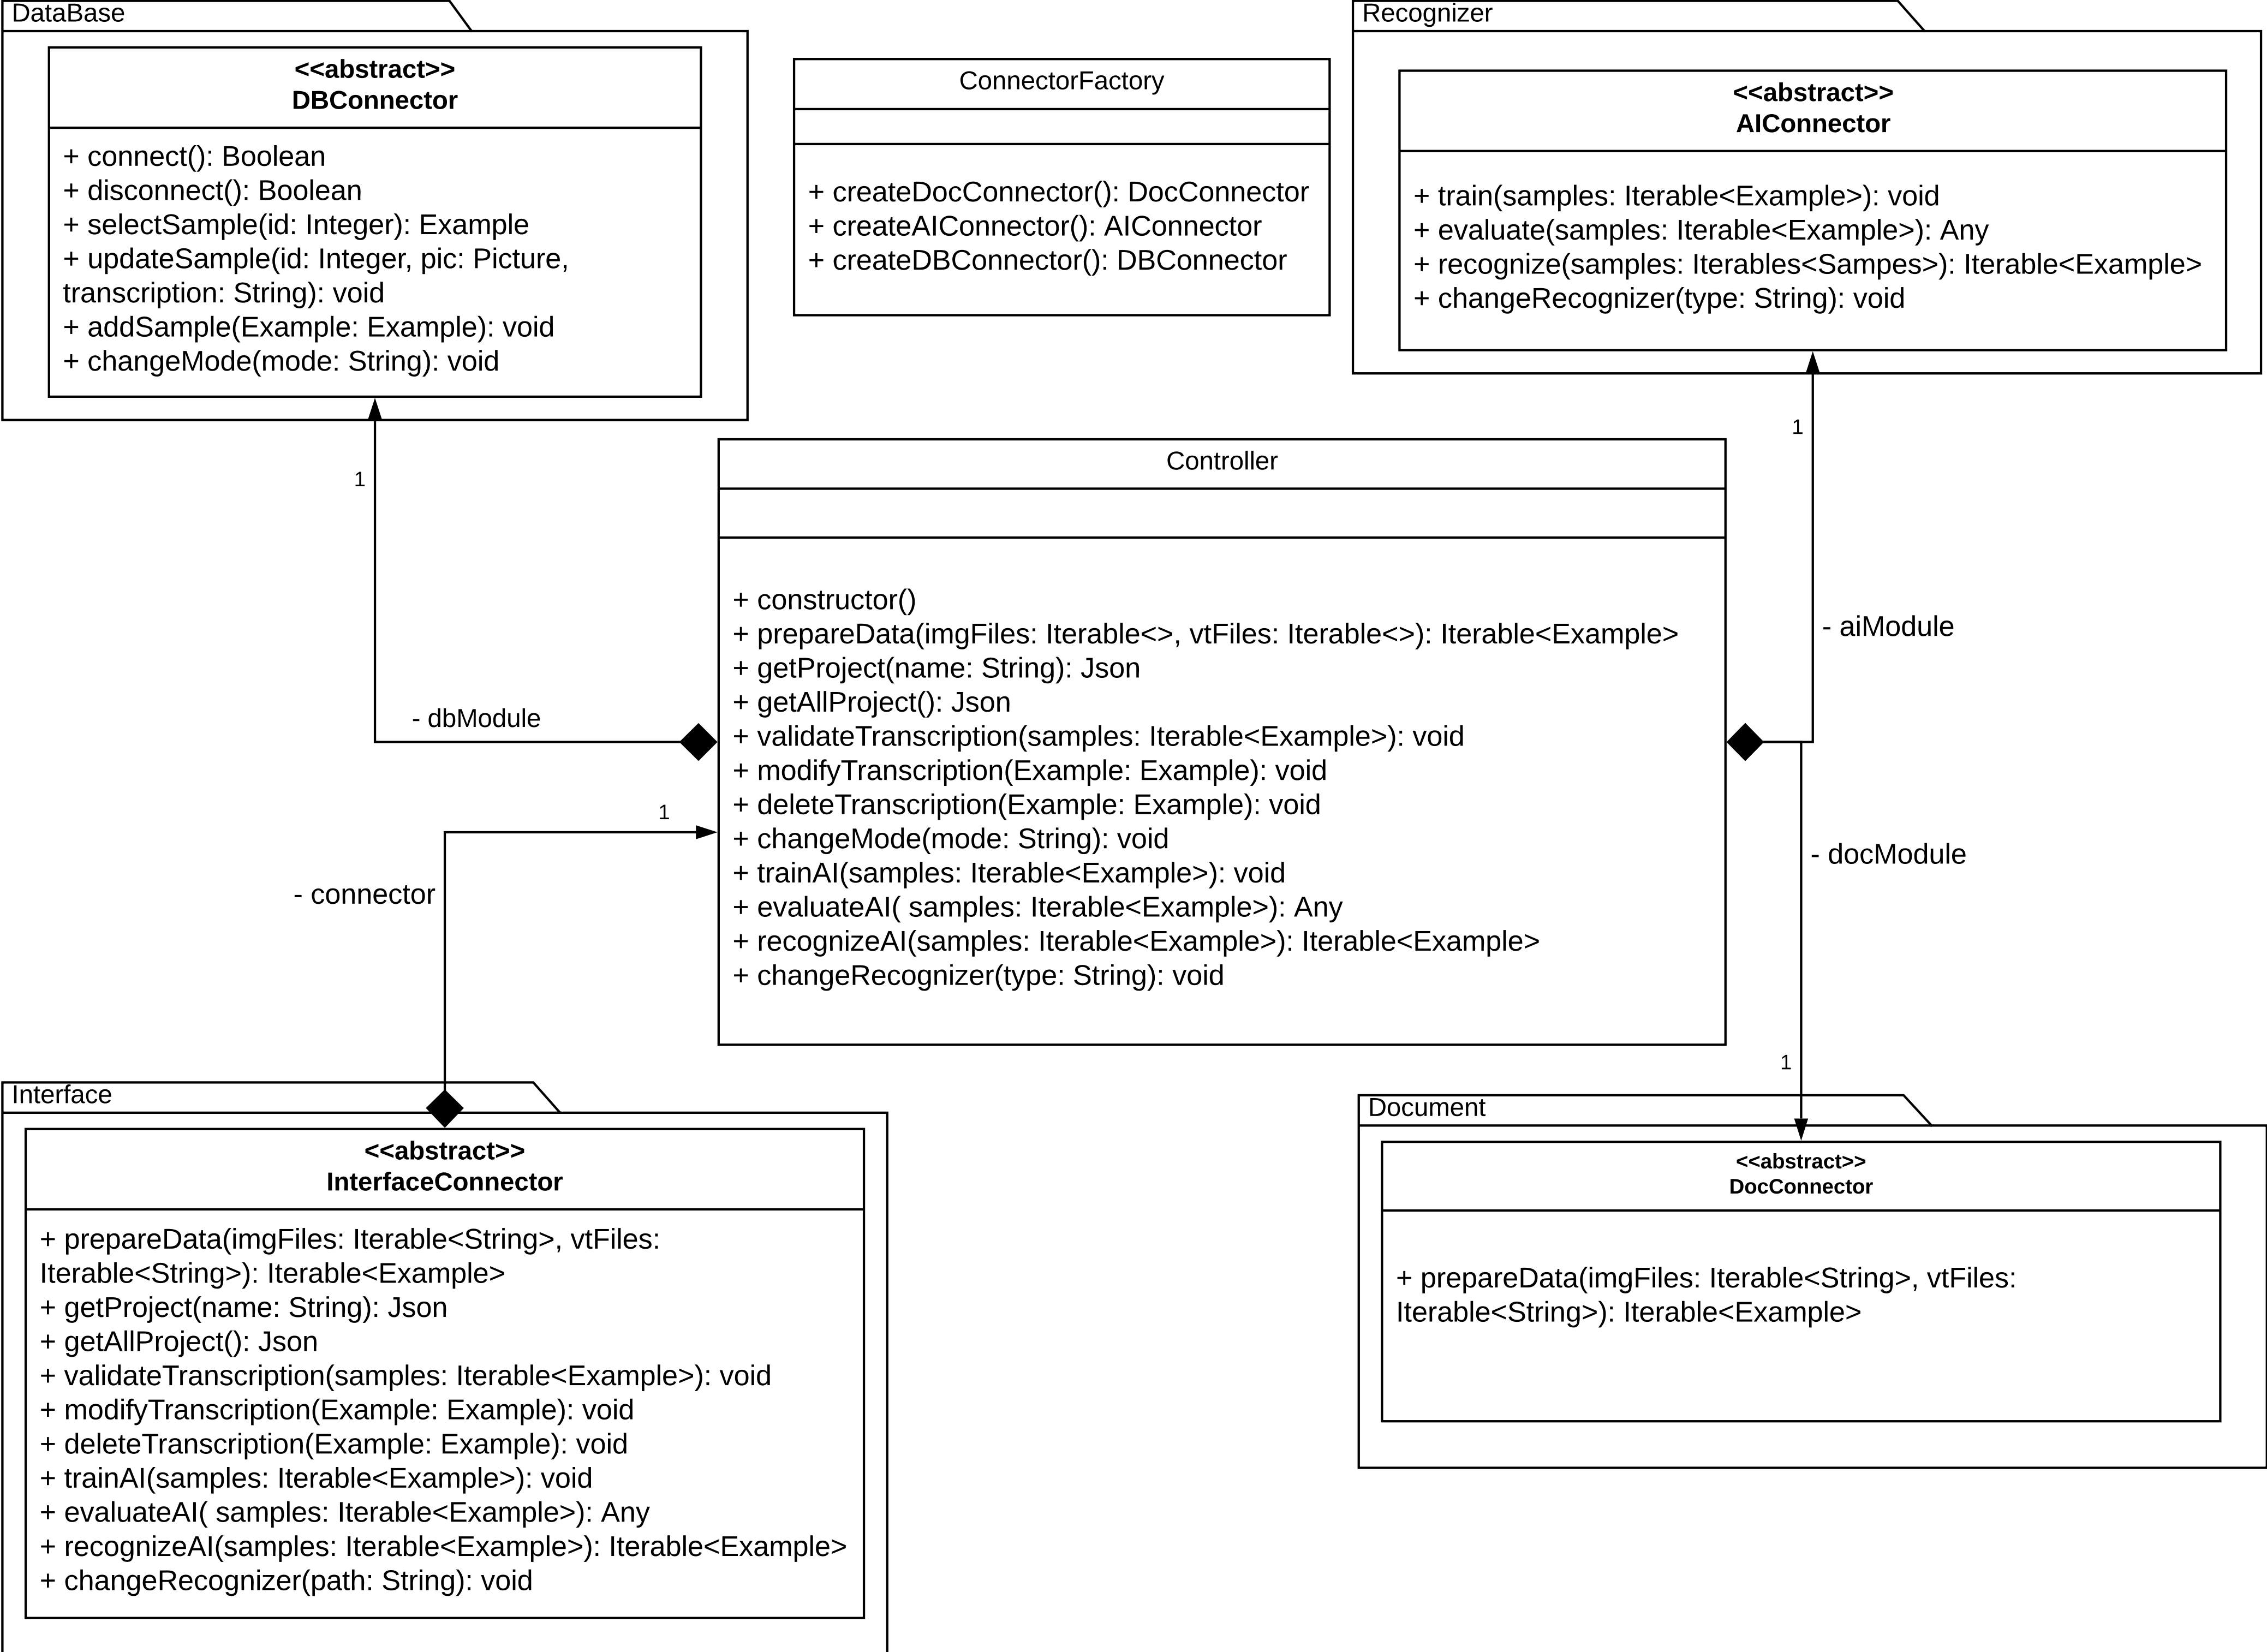 DataBase
<<abstract>>
DBConnector
+ connect(): Boolean
+ disconnect(): Boolean
+ selectSample(id: Integer): Example
+ updateSample(id: Integer, pic: Picture,
transcription: String): void
+ addSample(Example: Example): void
+ changeMode(mode: String): void
ConnectorFactory
+ createDocConnector(): DocConnector
+ createAIConnector(): AIConnector
+ createDBConnector(): DBConnector
Recognizer
<<abstract>>
AIConnector
+ train(samples: Iterable<Example>): void
+ evaluate(samples: Iterable<Example>): Any
+ recognize(samples: Iterables<Sampes>): Iterable<Example>
+ changeRecognizer(type: String): void
1
- dbModule
1
- connector
Controller
+ constructor()
+ prepareData(imgFiles: Iterable<>, vtFiles: Iterable<>): Iterable<Example>
+ getProject(name: String): Json
+ getAllProject(): Json
+ validateTranscription(samples: Iterable<Example>): void
+ modifyTranscription(Example: Example): void
+ deleteTranscription(Example: Example): void
+ changeMode(mode: String): void
+ trainAI(samples: Iterable<Example>): void
+ evaluateAI( samples: Iterable<Example>): Any
+ recognizeAI(samples: Iterable<Example>): Iterable<Example>
+ changeRecognizer(type: String): void
1
- aiModule
- docModule
1
Interface
<<abstract>>
InterfaceConnector
+ prepareData(imgFiles: Iterable<String>, vtFiles:
Iterable<String>): Iterable<Example>
+ getProject(name: String): Json
+ getAllProject(): Json
+ validateTranscription(samples: Iterable<Example>): void
+ modifyTranscription(Example: Example): void
+ deleteTranscription(Example: Example): void
+ trainAI(samples: Iterable<Example>): void
+ evaluateAI( samples: Iterable<Example>): Any
+ recognizeAI(samples: Iterable<Example>): Iterable<Example>
+ changeRecognizer(path: String): void
Document
<<abstract>>
DocConnector
+ prepareData(imgFiles: Iterable<String>, vtFiles:
Iterable<String>): Iterable<Example>